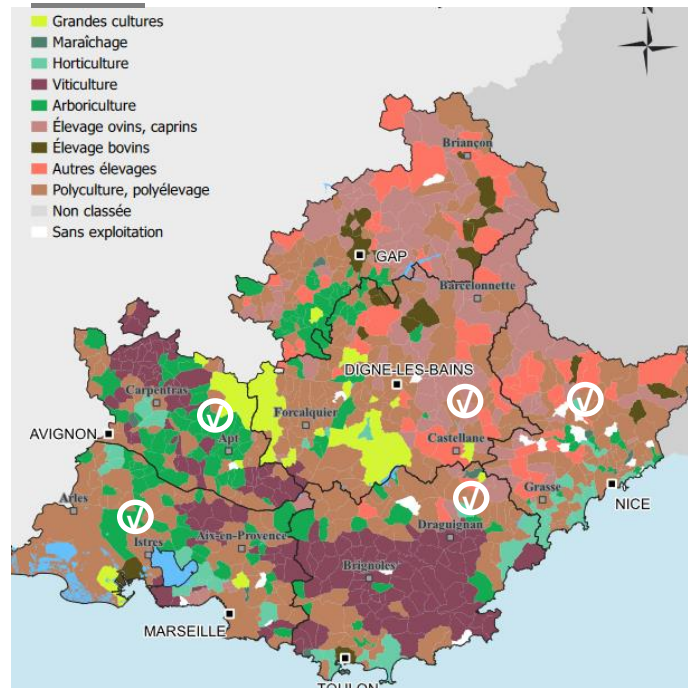 Grandes cultures
Maraîchage
Horticulture
Viticulture
Arboriculture
Élevage ovins, caprins
Élevage bovins
Autres élevages
Polyculture, polyélevage
Non classée
Sans exploitation
N
Briançon
GAP
Barcelonnette
DIGNE-LES-BAINS
Carpentras
Forcalquier
AVIGNON
Apt
Castellane
Arles
Grasse
NICE
Draguignan
Istres
Aix-en-Provence
Brignoles
MARSEILLE
TOULON